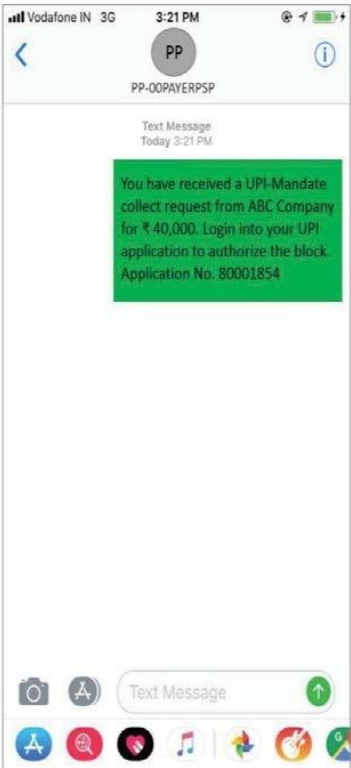 Vodafone IN 3G 3:21 PM
PP
PP-OOPAYERPSP
Text Message
Today 3:21 PM
You have received a UPI-Mandate
collect request from ABC Company
for ₹ 40,000. Login into your UPI
application to authorize the block.
Application No. 80001854
Text Message